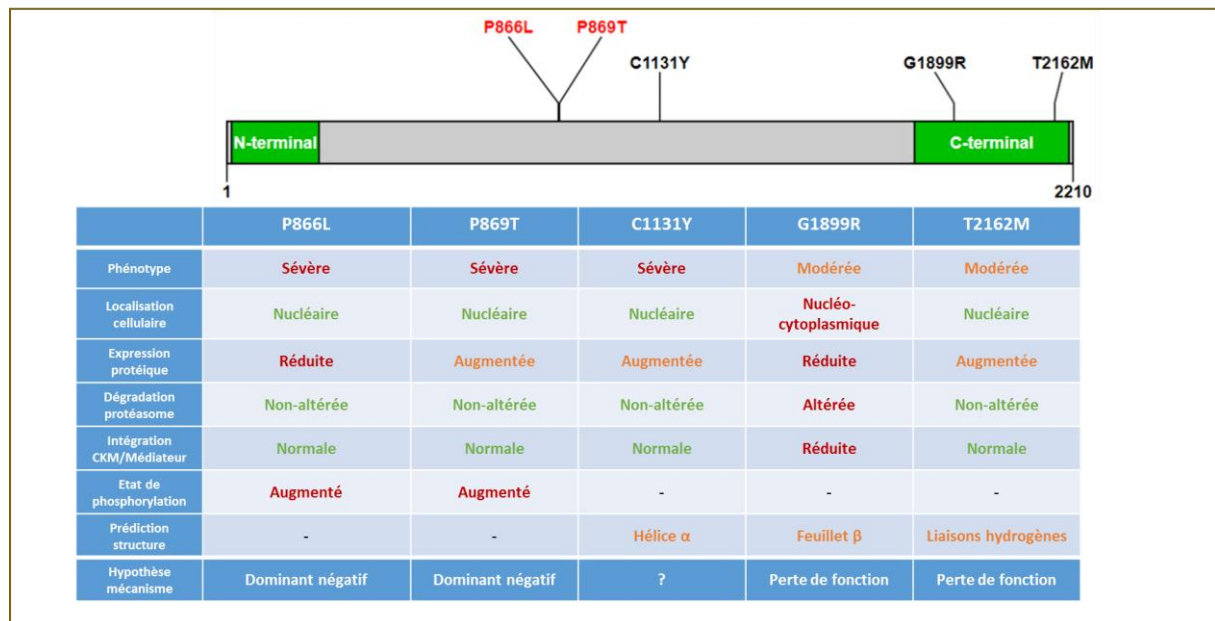 P866L P869T
C1131Y G1899R T2162M
N-terminal C-terminal
1 2210
P866L P869T C1131Y G1899R T2162M
Phénotype Sévère Sévère Sévère Modérée Modérée
Localisation cellulaire Nucléaire Nucléaire Nucléaire Nucléo-cytoplasmique Nucléaire
Expression protéique Réduite Augmentée Augmentée Réduite Augmentée
Dégradation protéasome Non-altérée Non-altérée Non-altérée Altérée Non-altérée
Intégration CKM/Médiateur Normale Normale Normale Réduite Normale
Etat de phosphorylation Augmenté Augmenté - - -
Prédiction structure - - Hélice α Feuillet β Liaisons hydrogènes
Hypothèse mécanisme Dominant négatif Dominant négatif ? Perte de fonction Perte de fonction